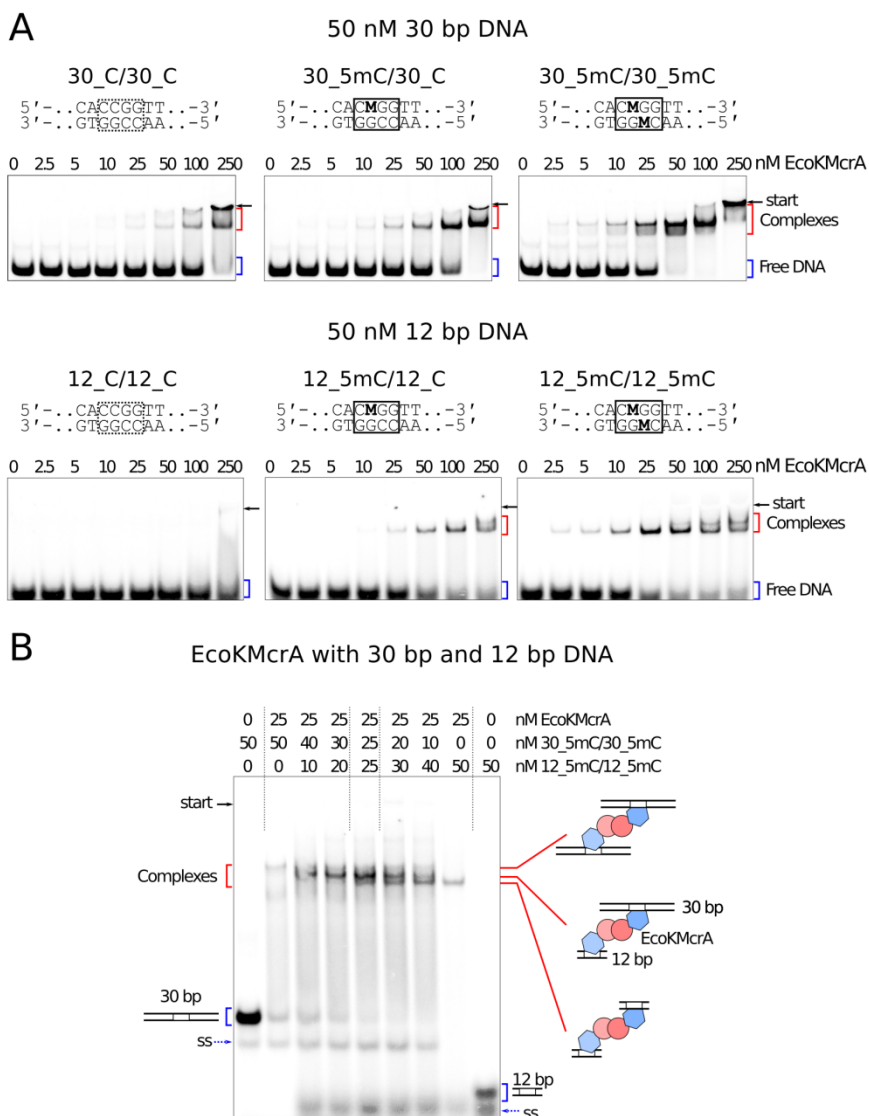 A
50 nM 30 bp DNA
30_C/30_C 30_5mC/30_C 30_5mC/30_5mC
5′-..CACCGGTT..-3′ 5′-..CACMGGTT..-3′ 5′-..CACMGGTT..-3′
3′-..GTGGCCAA..-5′ 3′-..GTGGCCAA..-5′ 3′-..GTGGMCAA..-5′
0 2.5 5 10 25 50 100 250 0 2.5 5 10 25 50 100 250 0 2.5 5 10 25 50 100 250 nM EcoKMcrA
start
Complexes
Free DNA
50 nM 12 bp DNA
12_C/12_C 12_5mC/12_C 12_5mC/12_5mC
5′-..CACCGGTT..-3′ 5′-..CACMGGTT..-3′ 5′-..CACMGGTT..-3′
3′-..GTGGCCAA..-5′ 3′-..GTGGCCAA..-5′ 3′-..GTGGMCAA..-5′
0 2.5 5 10 25 50 100 250 0 2.5 5 10 25 50 100 250 0 2.5 5 10 25 50 100 250 nM EcoKMcrA
start
Complexes
Free DNA
B
EcoKMcrA with 30 bp and 12 bp DNA
0 25 25 25 25 25 25 25 0 nM EcoKMcrA
50 50 40 30 25 20 10 0 0 nM 30_5mC/30_5mC
0 0 10 20 25 30 40 50 50 nM 12_5mC/12_5mC
start
Complexes
30 bp
EcoKMcrA
12 bp
30 bp
ss
12 bp
ss